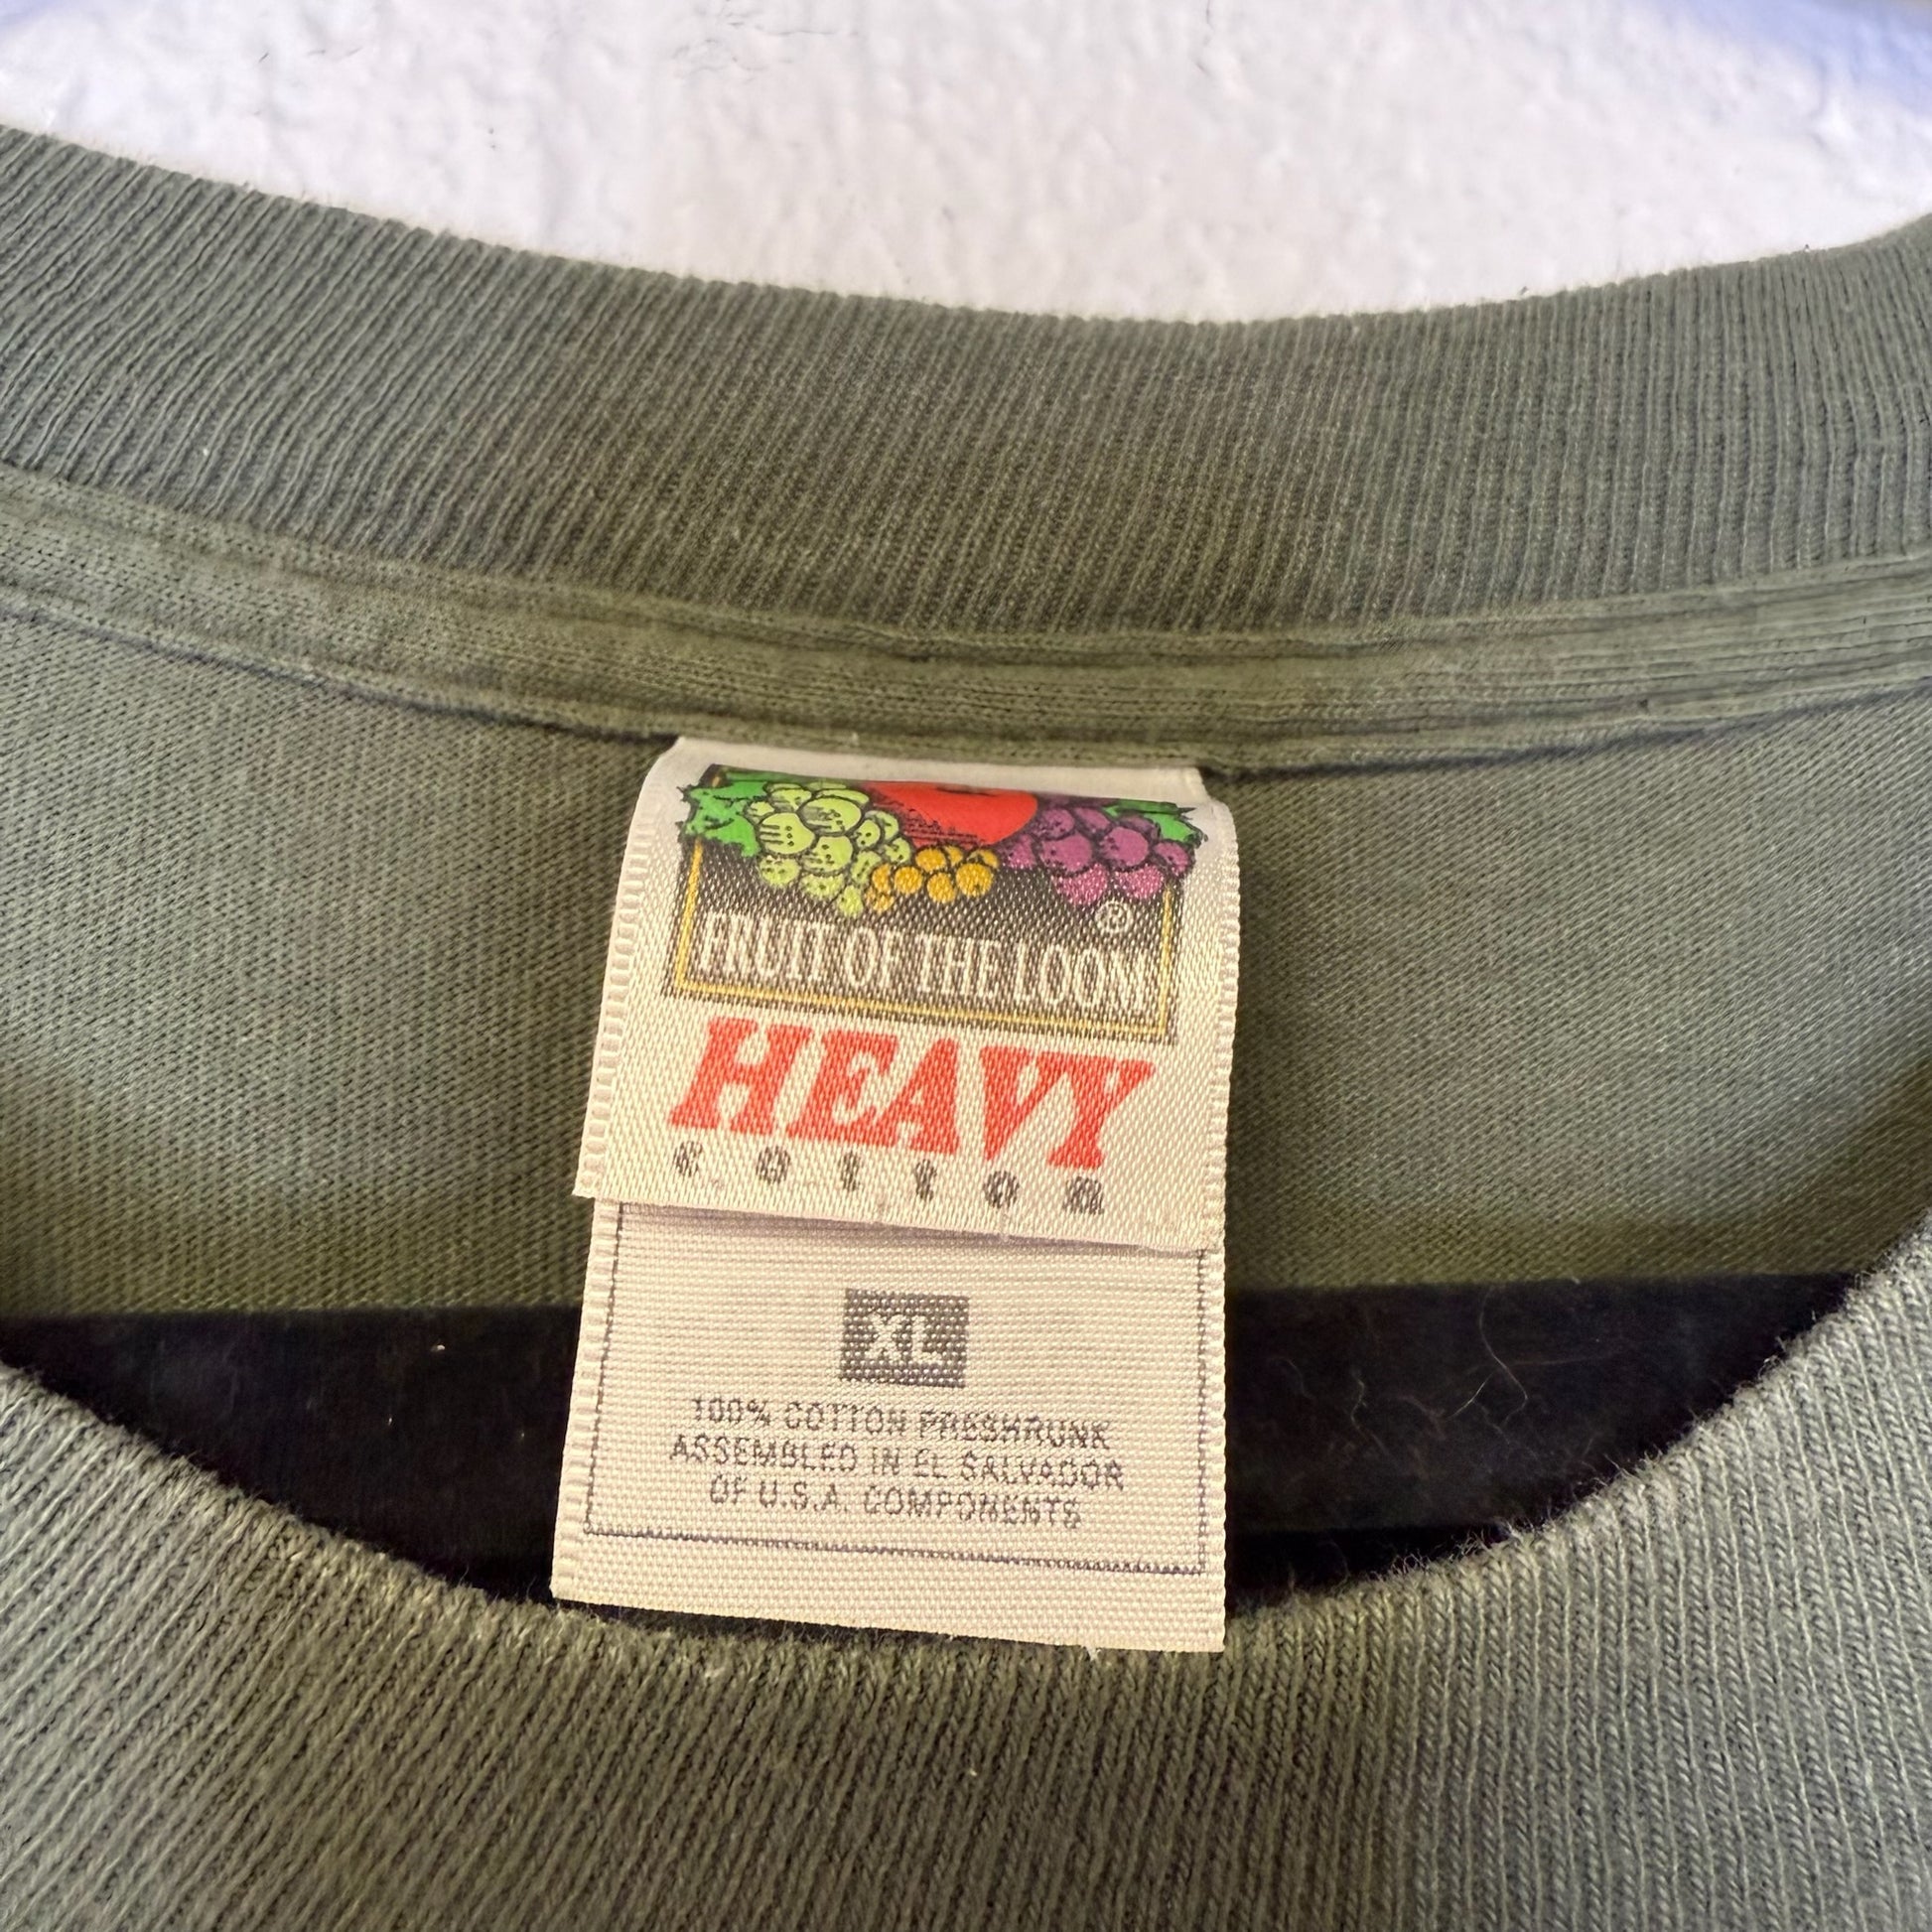 ®
FRUIT OF THE LOOM
HEAVY
cotton
XL
100% COTTON PRESHRUNK
ASSEMBLED IN EL SALVADOR
OF U.S.A. COMPONENTS